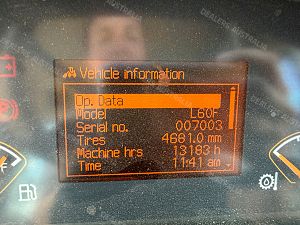 Vehicle information
Op. Data
Model L60F
Serial no. 007003
Tires 4681.0 mm
Machine hrs 13183 h
Time 11:41 am